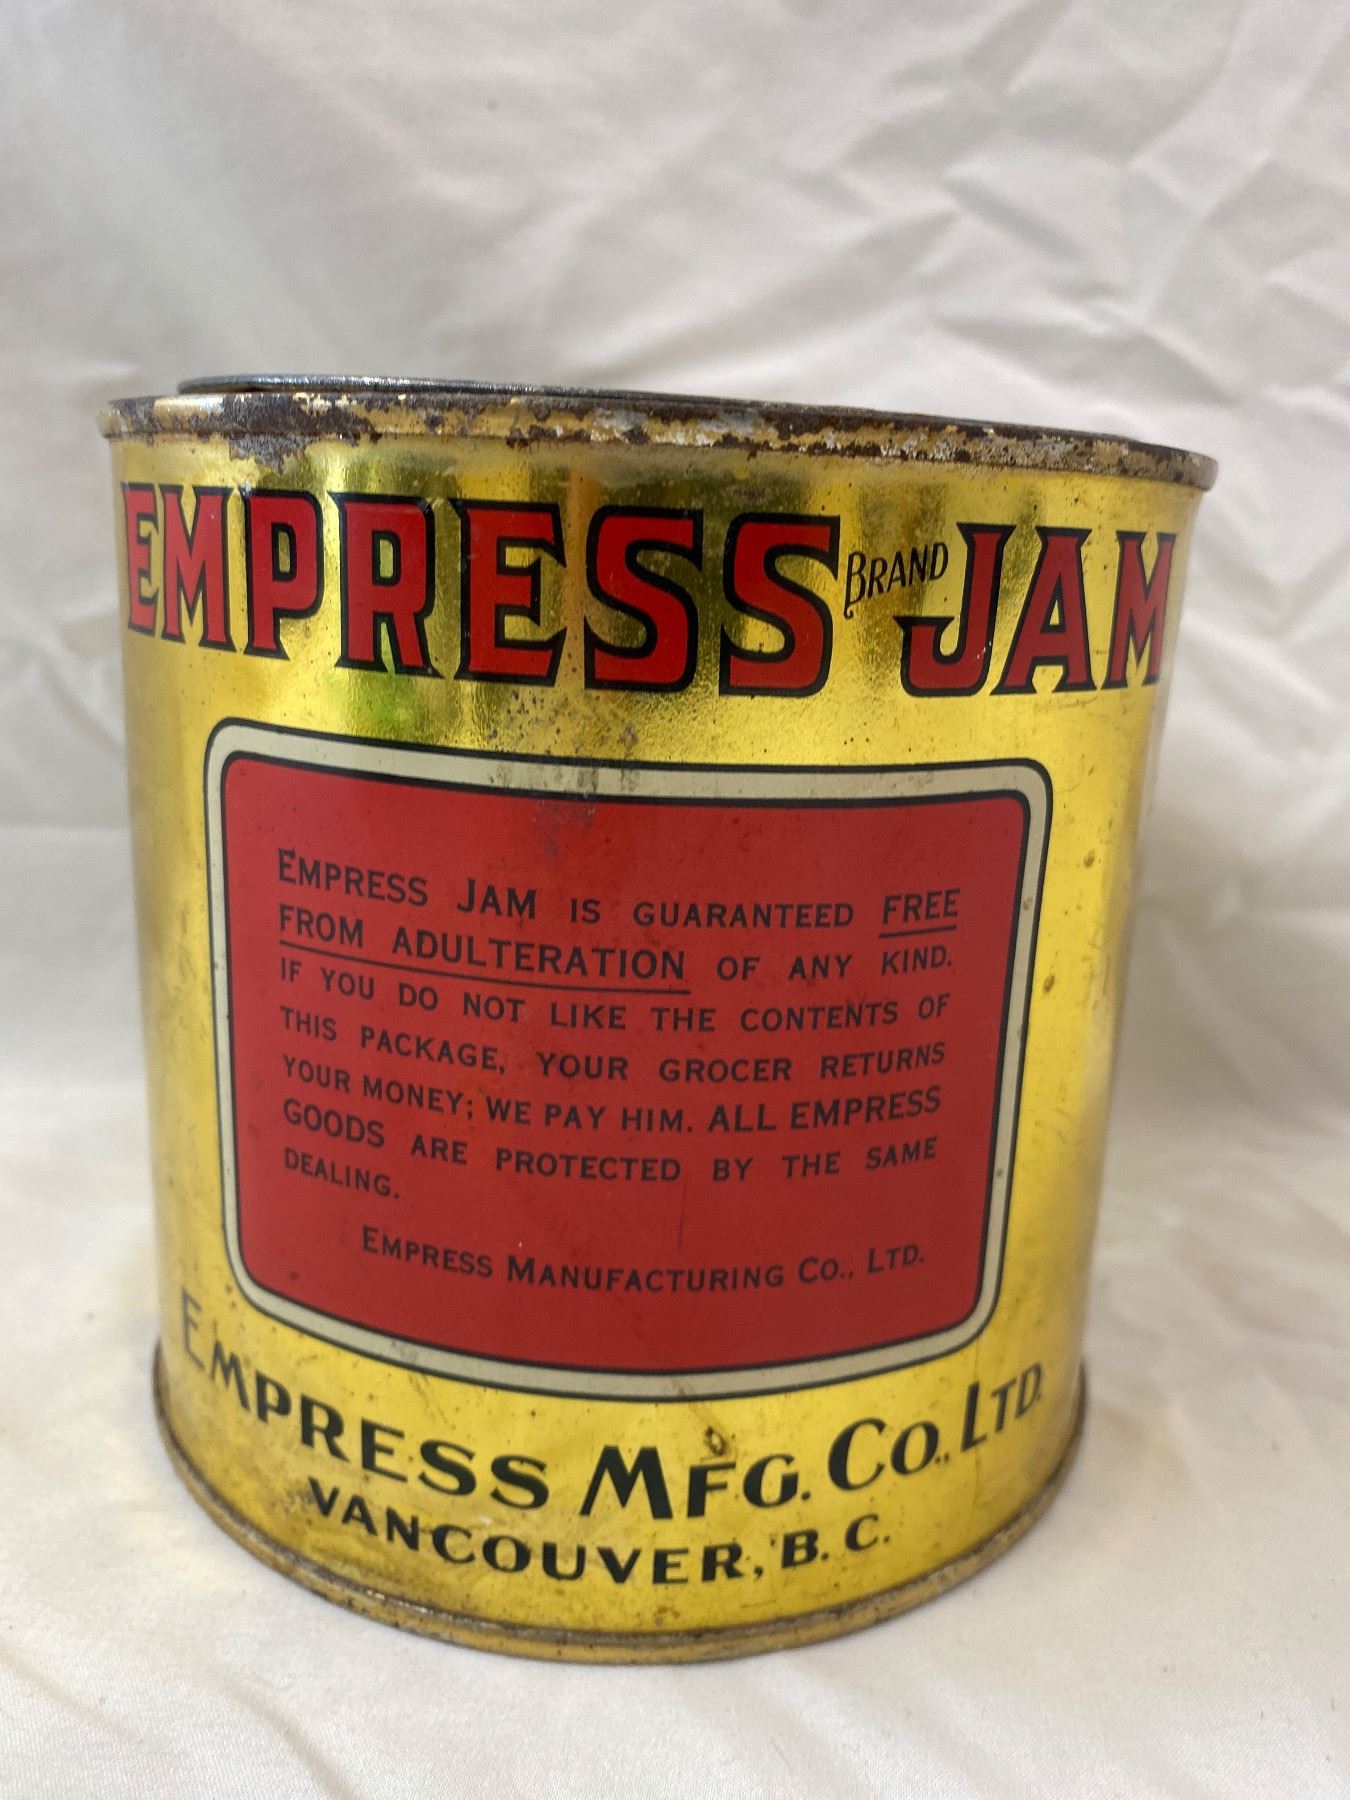 EMPRESS BRAND JAM
EMPRESS JAM IS GUARANTEED FREE
FROM ADULTERATION OF ANY KIND.
IF YOU DO NOT LIKE THE CONTENTS OF
THIS PACKAGE, YOUR GROCER RETURNS
YOUR MONEY; WE PAY HIM. ALL EMPRESS
GOODS ARE PROTECTED BY THE SAME
DEALING.
EMPRESS MANUFACTURING CO., LTD.
EMPRESS MFG. CO., LTD.
VANCOUVER, B. C.